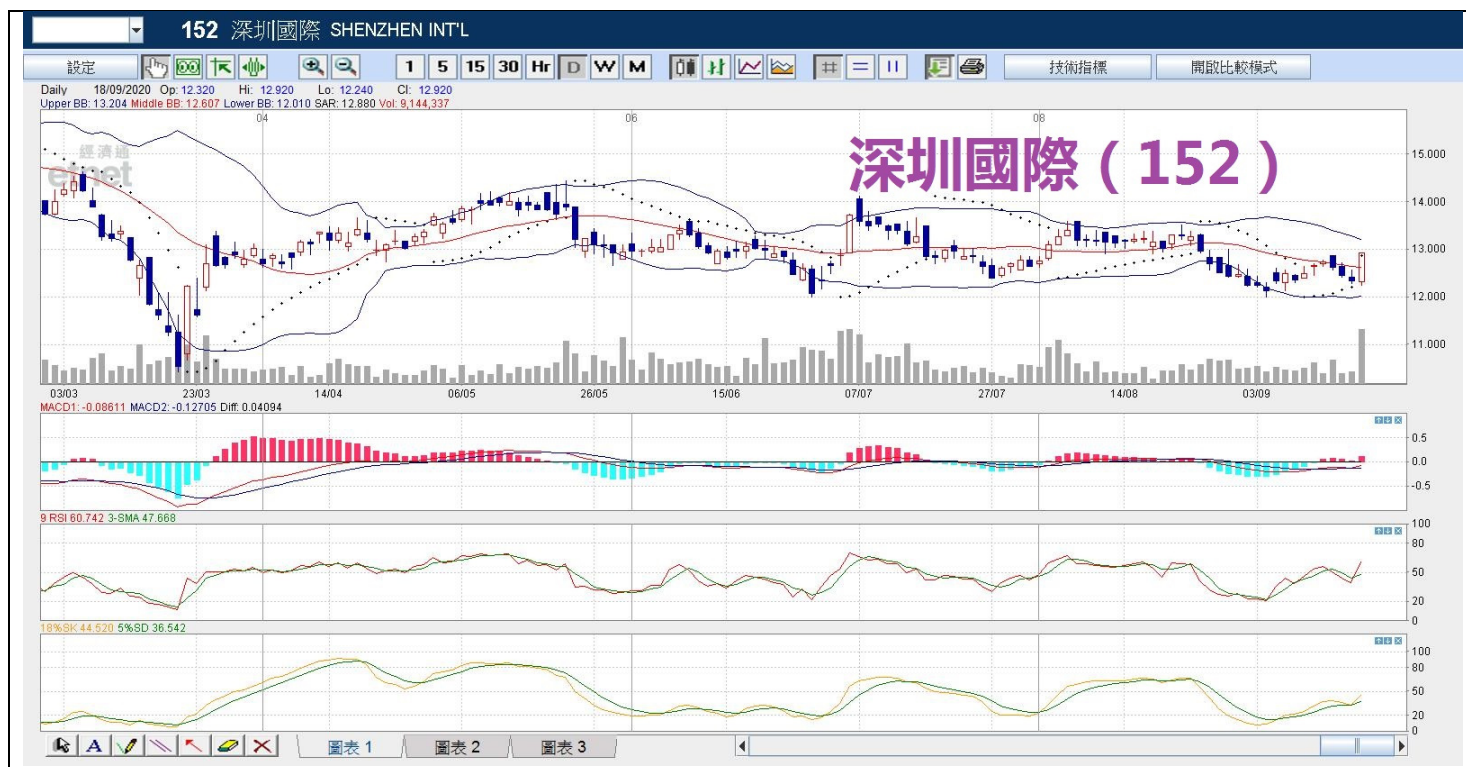 152 深圳國際 SHENZHEN INT'L
設定 1 5 15 30 Hr D W M 技術指標 開啟比較模式
Daily 18/09/2020 Op: 12.320 Hi: 12.920 Lo: 12.240 Cl: 12.920
Upper BB: 13.204 Middle BB: 12.607 Lower BB: 12.010 SAR: 12.880 Vol: 9,144,337
04 06 08
深圳國際（152）
經濟通
etnet
15.000
14.000
13.000
12.000
11.000
03/03 23/03 14/04 06/05 26/05 15/06 07/07 27/07 14/08 03/09
MACD1: -0.08611 MACD2: -0.12705 Diff: 0.04094
0.5
0.0
-0.5
9 RSI 60.742 3-SMA 47.668
100
80
50
20
0
18%SK 44.520 5%SD 36.542
100
80
50
20
0
A 圖表 1 圖表 2 圖表 3